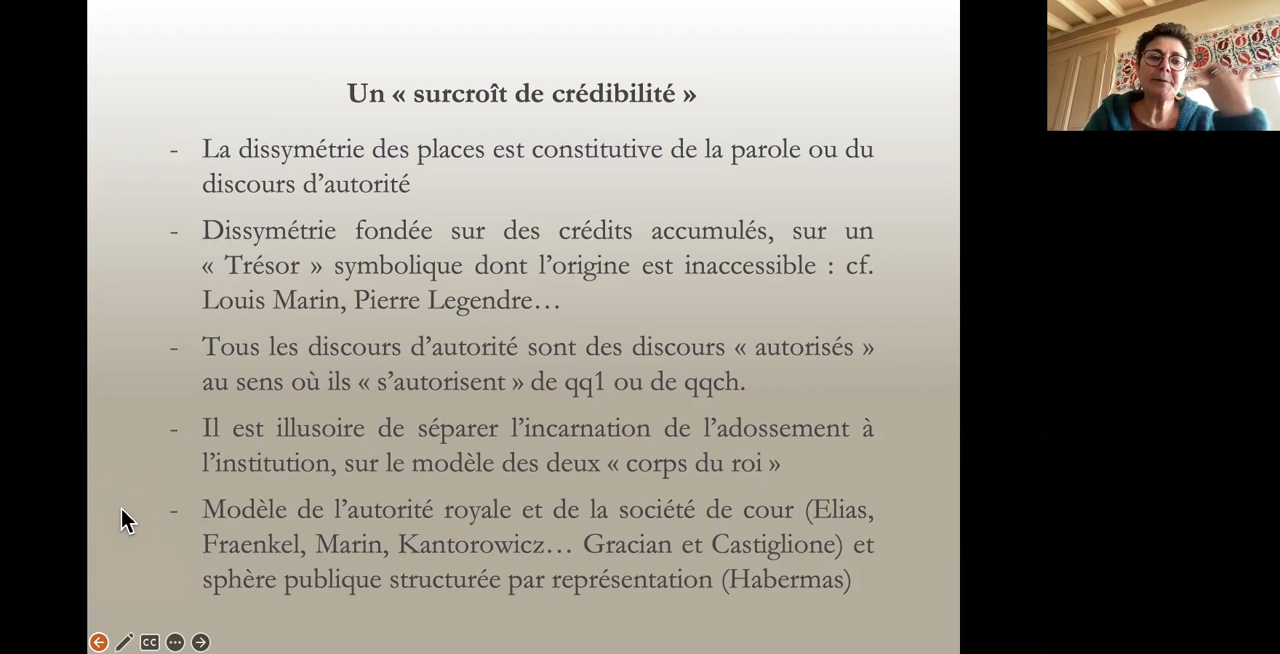 Un « surcroît de crédibilité »
- La dissymétrie des places est constitutive de la parole ou du
discours d’autorité
- Dissymétrie fondée sur des crédits accumulés, sur un
« Trésor » symbolique dont l’origine est inaccessible : cf.
Louis Marin, Pierre Legendre…
- Tous les discours d’autorité sont des discours « autorisés »
au sens où ils « s’autorisent » de qq1 ou de qqch.
- Il est illusoire de séparer l’incarnation de l’adossement à
l’institution, sur le modèle des deux « corps du roi »
- Modèle de l’autorité royale et de la société de cour (Elias,
Fraenkel, Marin, Kantorowicz… Gracian et Castiglione) et
sphère publique structurée par représentation (Habermas)
CC